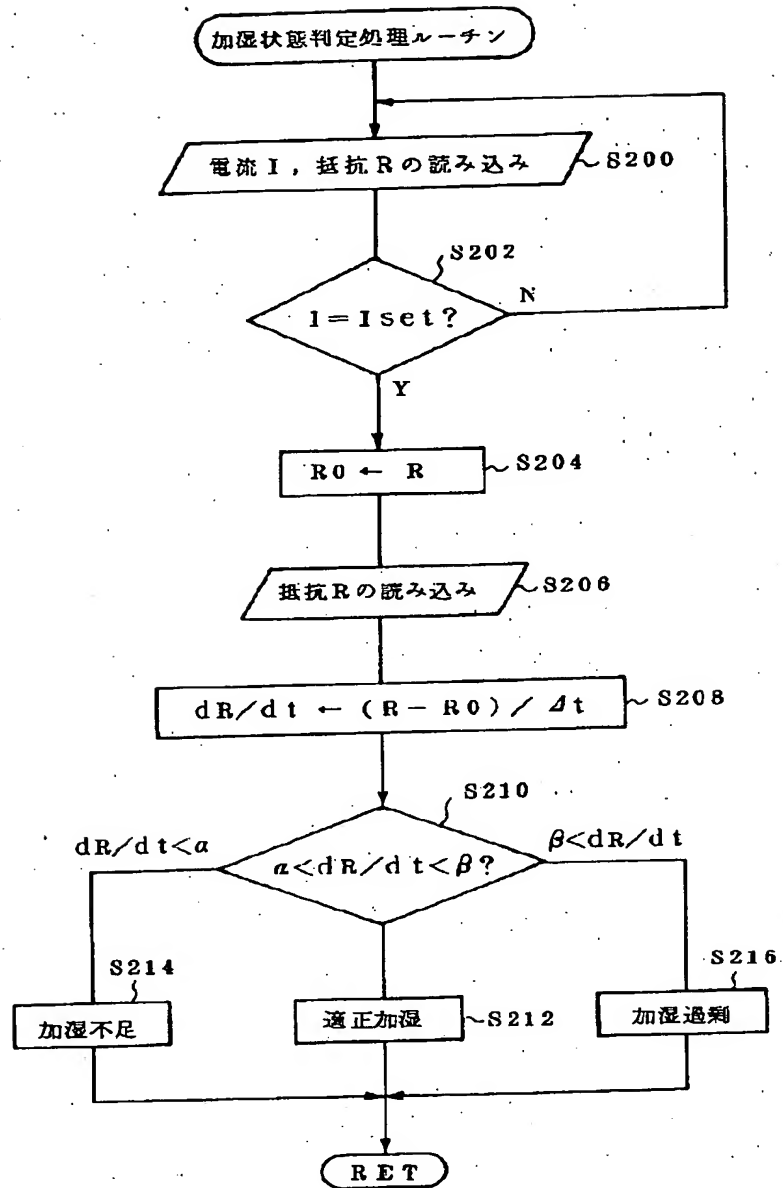 加湿状態判定処理ルーチン
電流I,抵抗Rの読み込み
S200
S202
I=Iset?
N
Y
R0 ← R
S204
抵抗Rの読み込み
S206
dR/dt ← (R-R0)/Δt
S208
S210
dR/dt<α
α<dR/dt<β?
β<dR/dt
S214
加湿不足
適正加湿
S212
S216
加湿過剰
RET